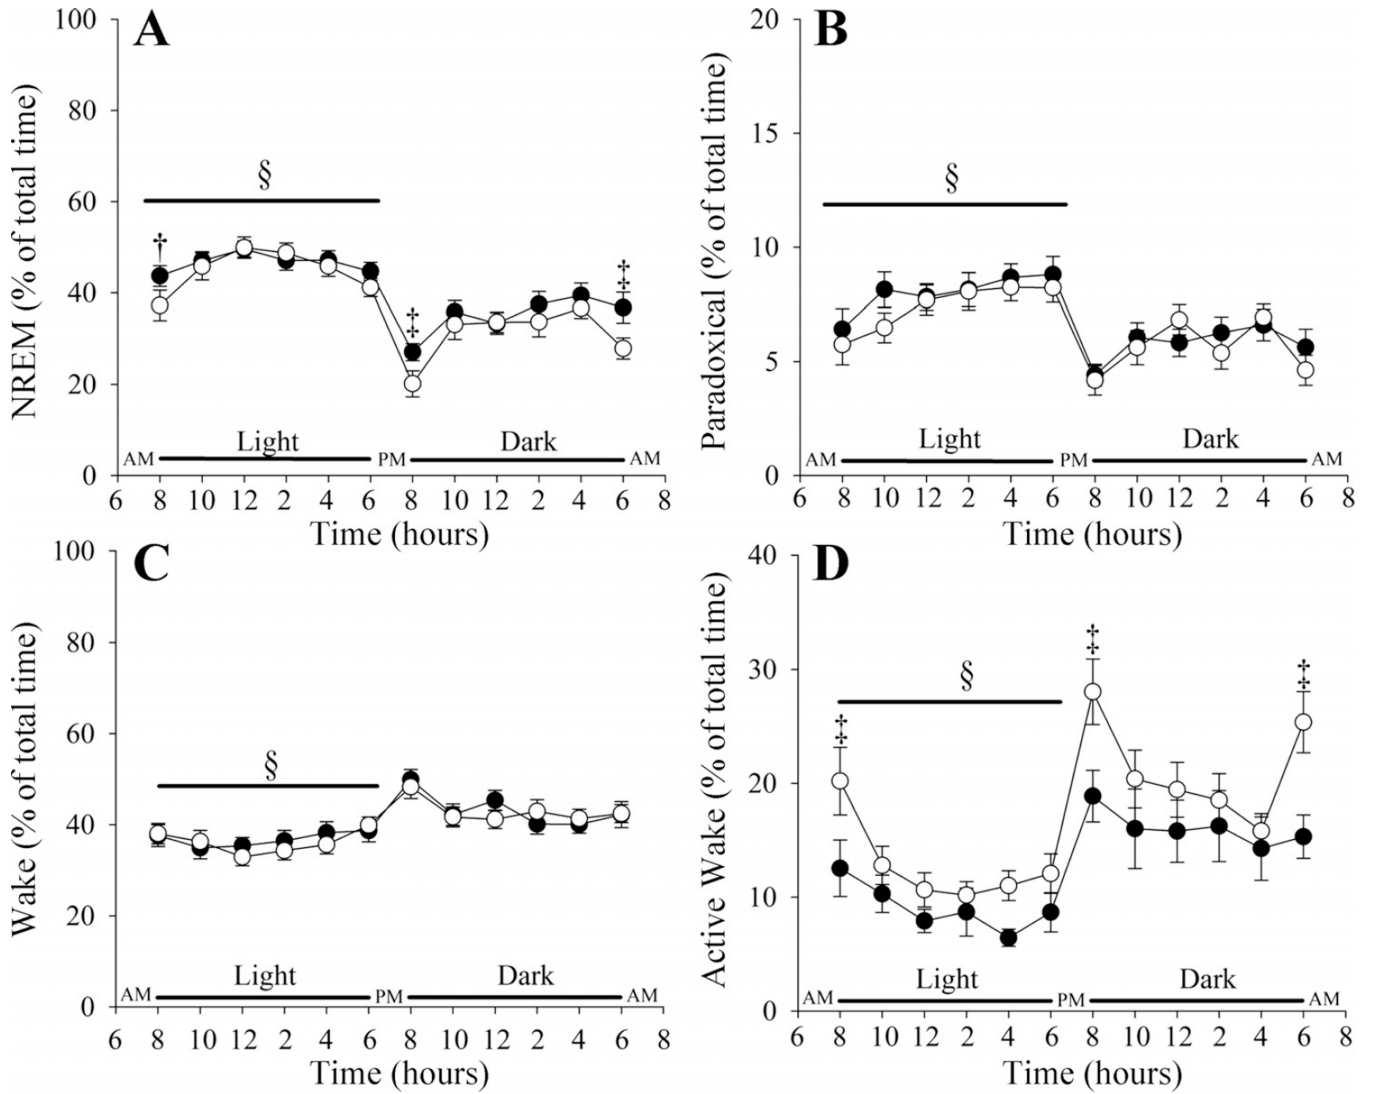 A
NREM (% of total time)
100
80
60
40
20
0
§
†
‡
‡
Light
Dark
AM
PM
AM
6 8 10 12 2 4 6 8 10 12 2 4 6 8
Time (hours)
B
Paradoxical (% of total time)
20
15
10
5
0
§
Light
Dark
AM
PM
AM
6 8 10 12 2 4 6 8 10 12 2 4 6 8
Time (hours)
C
Wake (% of total time)
100
80
60
40
20
0
§
Light
Dark
AM
PM
AM
6 8 10 12 2 4 6 8 10 12 2 4 6 8
Time (hours)
D
Active Wake (% of total time)
40
30
20
10
0
§
‡
‡
‡
Light
Dark
AM
PM
AM
6 8 10 12 2 4 6 8 10 12 2 4 6 8
Time (hours)